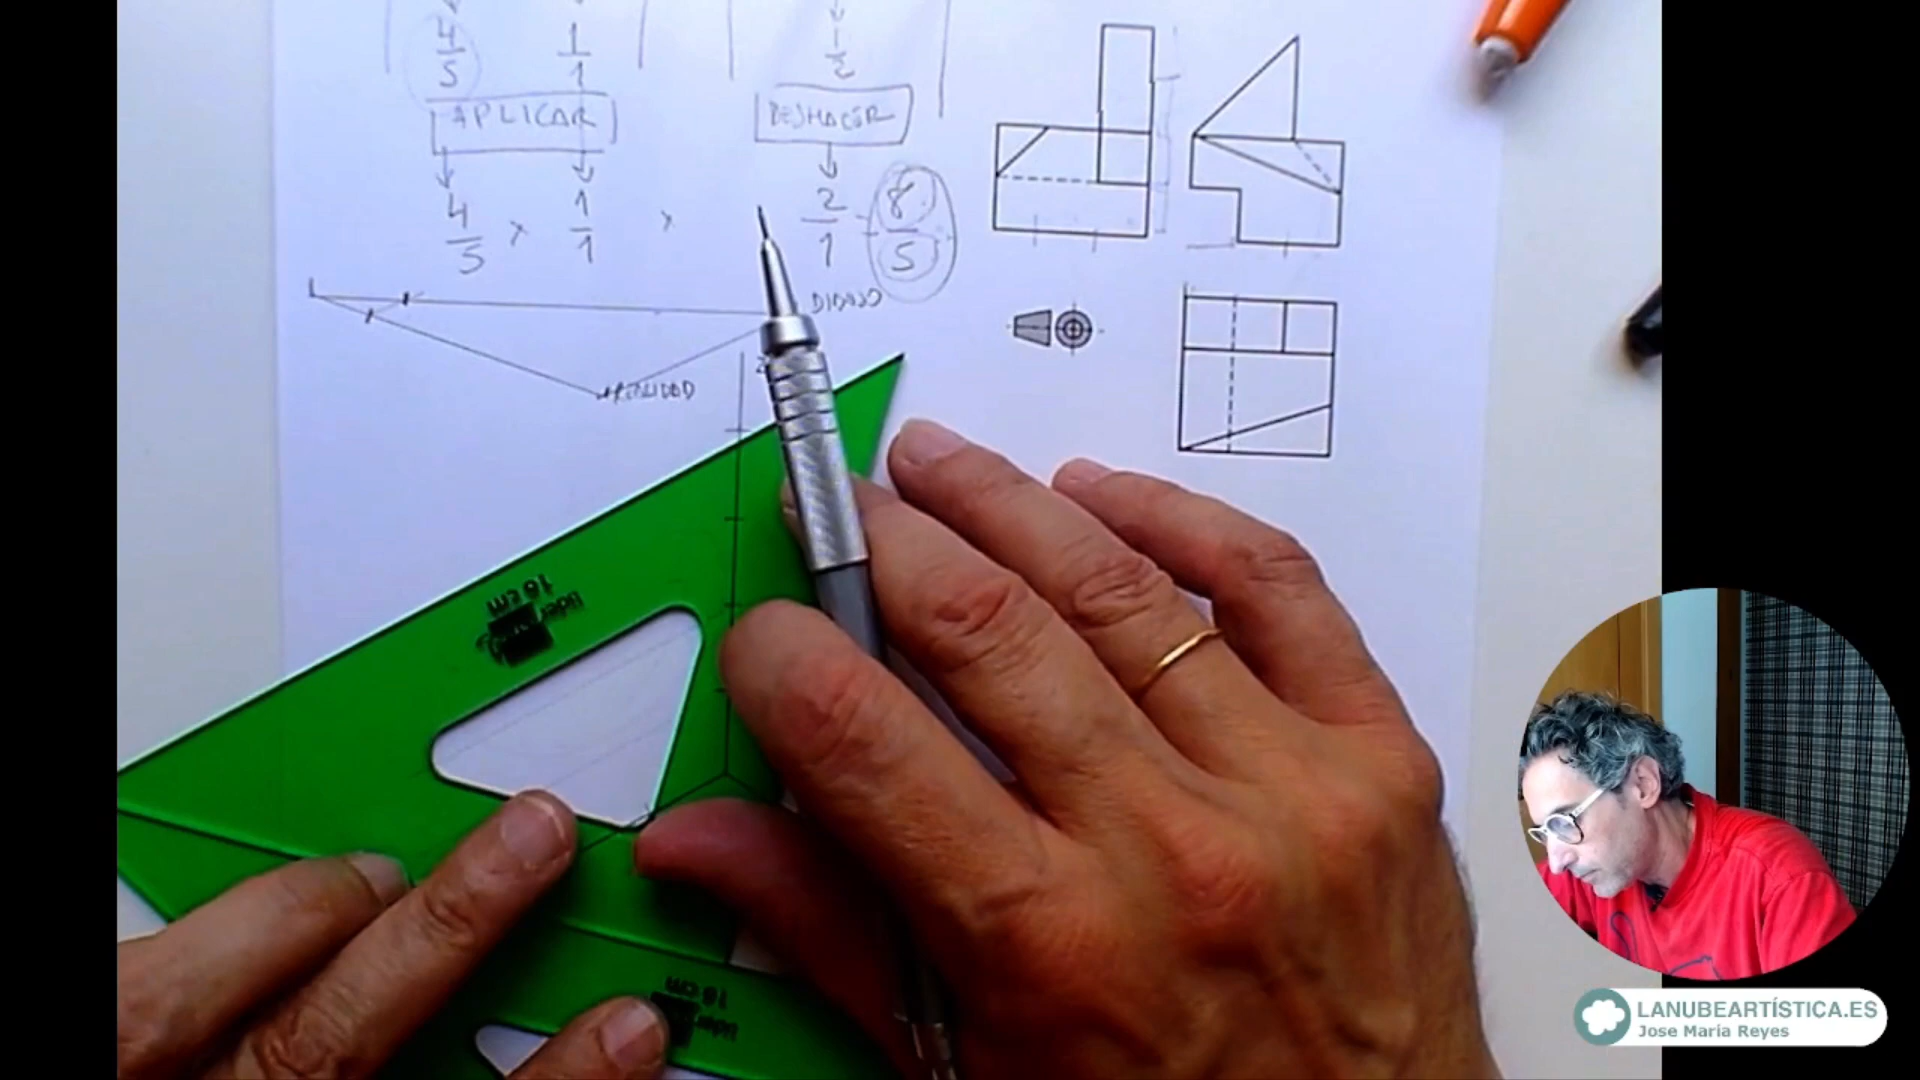 4/5 1/1 1/2
APLICAR DESHACER
4/5 x 1/1 x 2/1 = 8/5
DIBUJO
REALIDAD
16 cm
16 cm
LANUBEARTÍSTICA.ES
Jose María Reyes